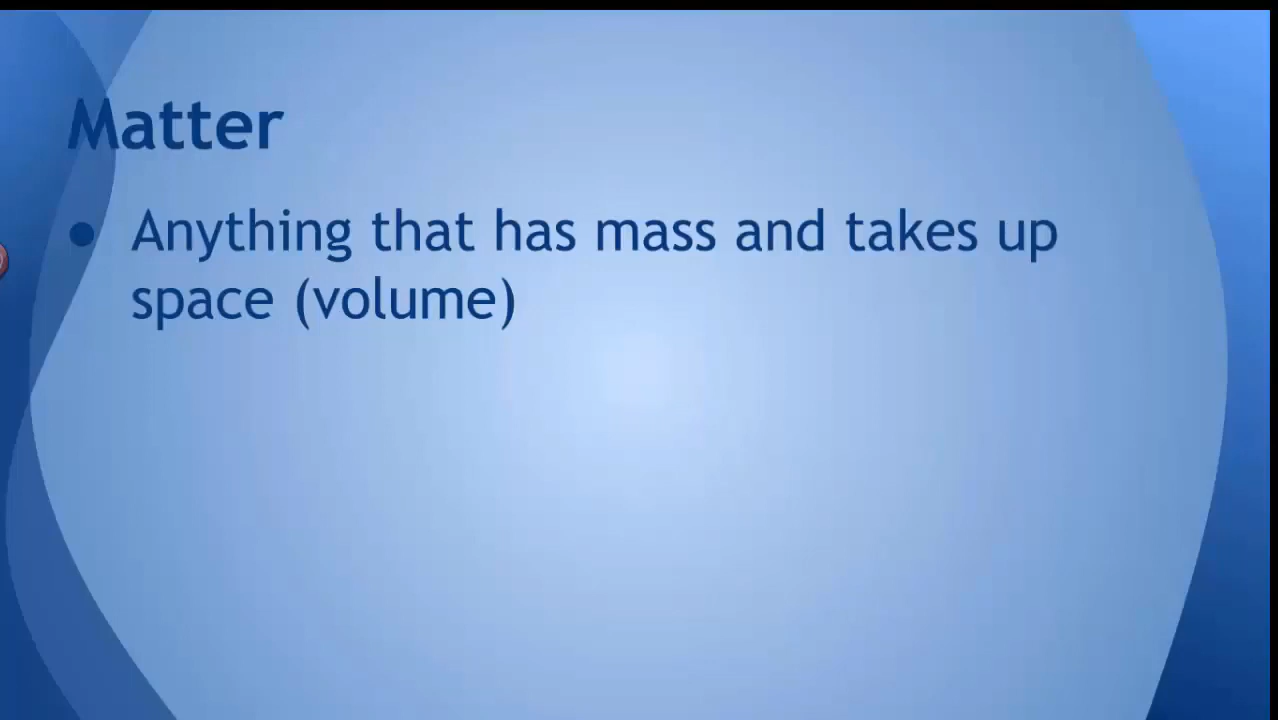 Matter
● Anything that has mass and takes up
space (volume)